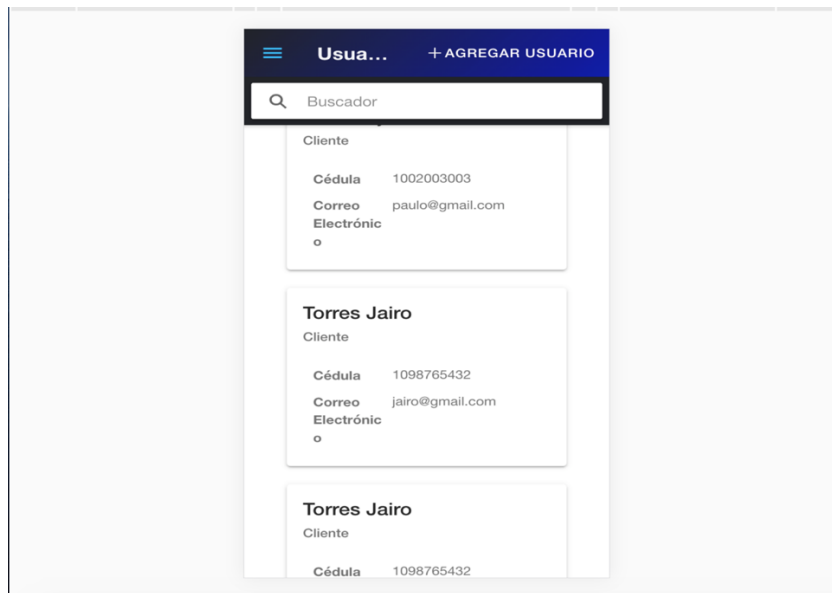 Usua... + AGREGAR USUARIO
Buscador
Cliente
Cédula 1002003003
Correo paulo@gmail.com
Electrónic
o
Torres Jairo
Cliente
Cédula 1098765432
Correo jairo@gmail.com
Electrónic
o
Torres Jairo
Cliente
Cédula 1098765432